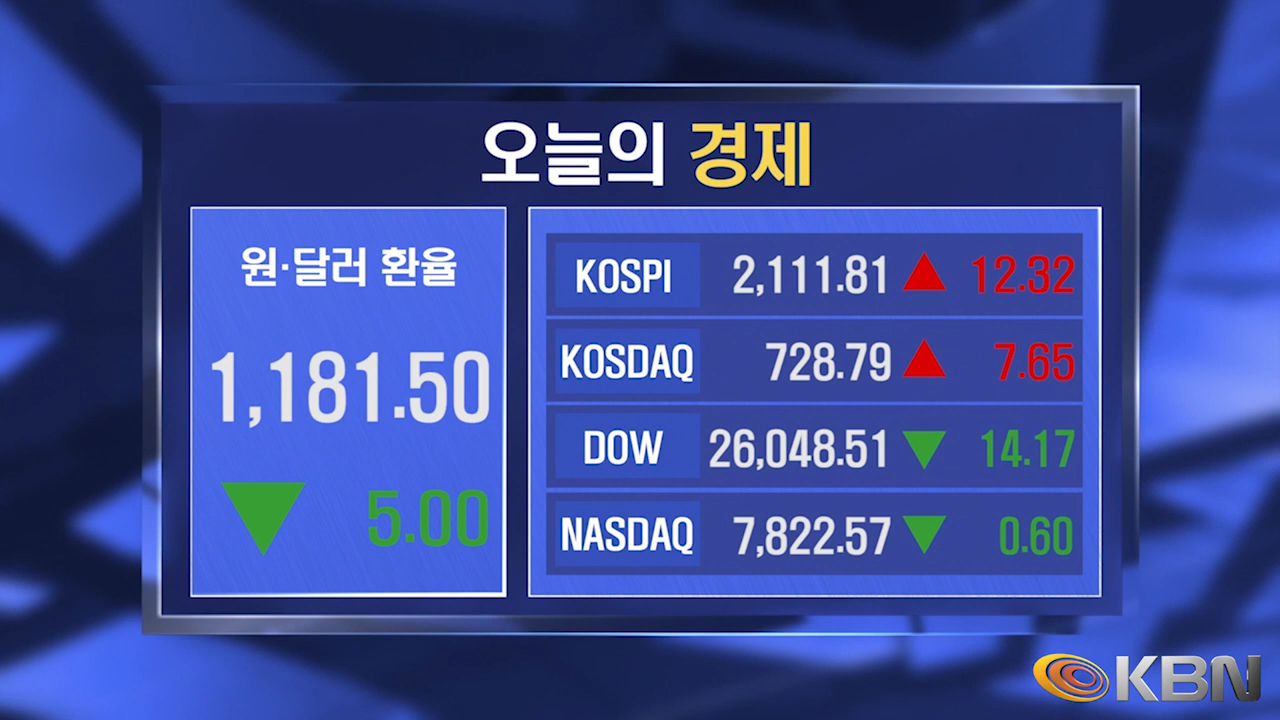 오늘의 경제
원·달러 환율
1,181.50
▼ 5.00
KOSPI 2,111.81 ▲ 12.32
KOSDAQ 728.79 ▲ 7.65
DOW 26,048.51 ▼ 14.17
NASDAQ 7,822.57 ▼ 0.60
KBN